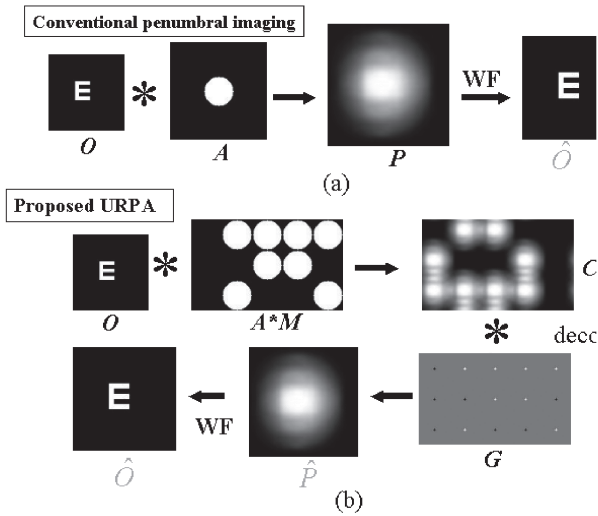 Conventional penumbral imaging
E * → WF → E
O A P Ô
(a)
Proposed URPA
E * → C
O A*M
* deco
E ← WF ← G
Ô P̂
(b)